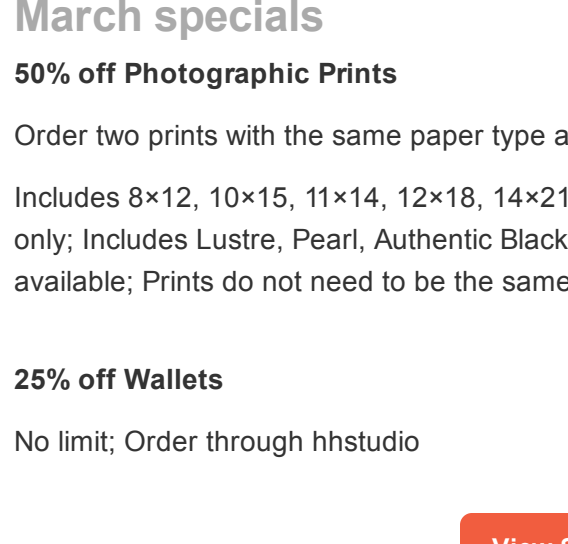 March specials
50% off Photographic Prints
Order two prints with the same paper type a
Includes 8×12, 10×15, 11×14, 12×18, 14×21
only; Includes Lustre, Pearl, Authentic Black
available; Prints do not need to be the same
25% off Wallets
No limit; Order through hhstudio
View